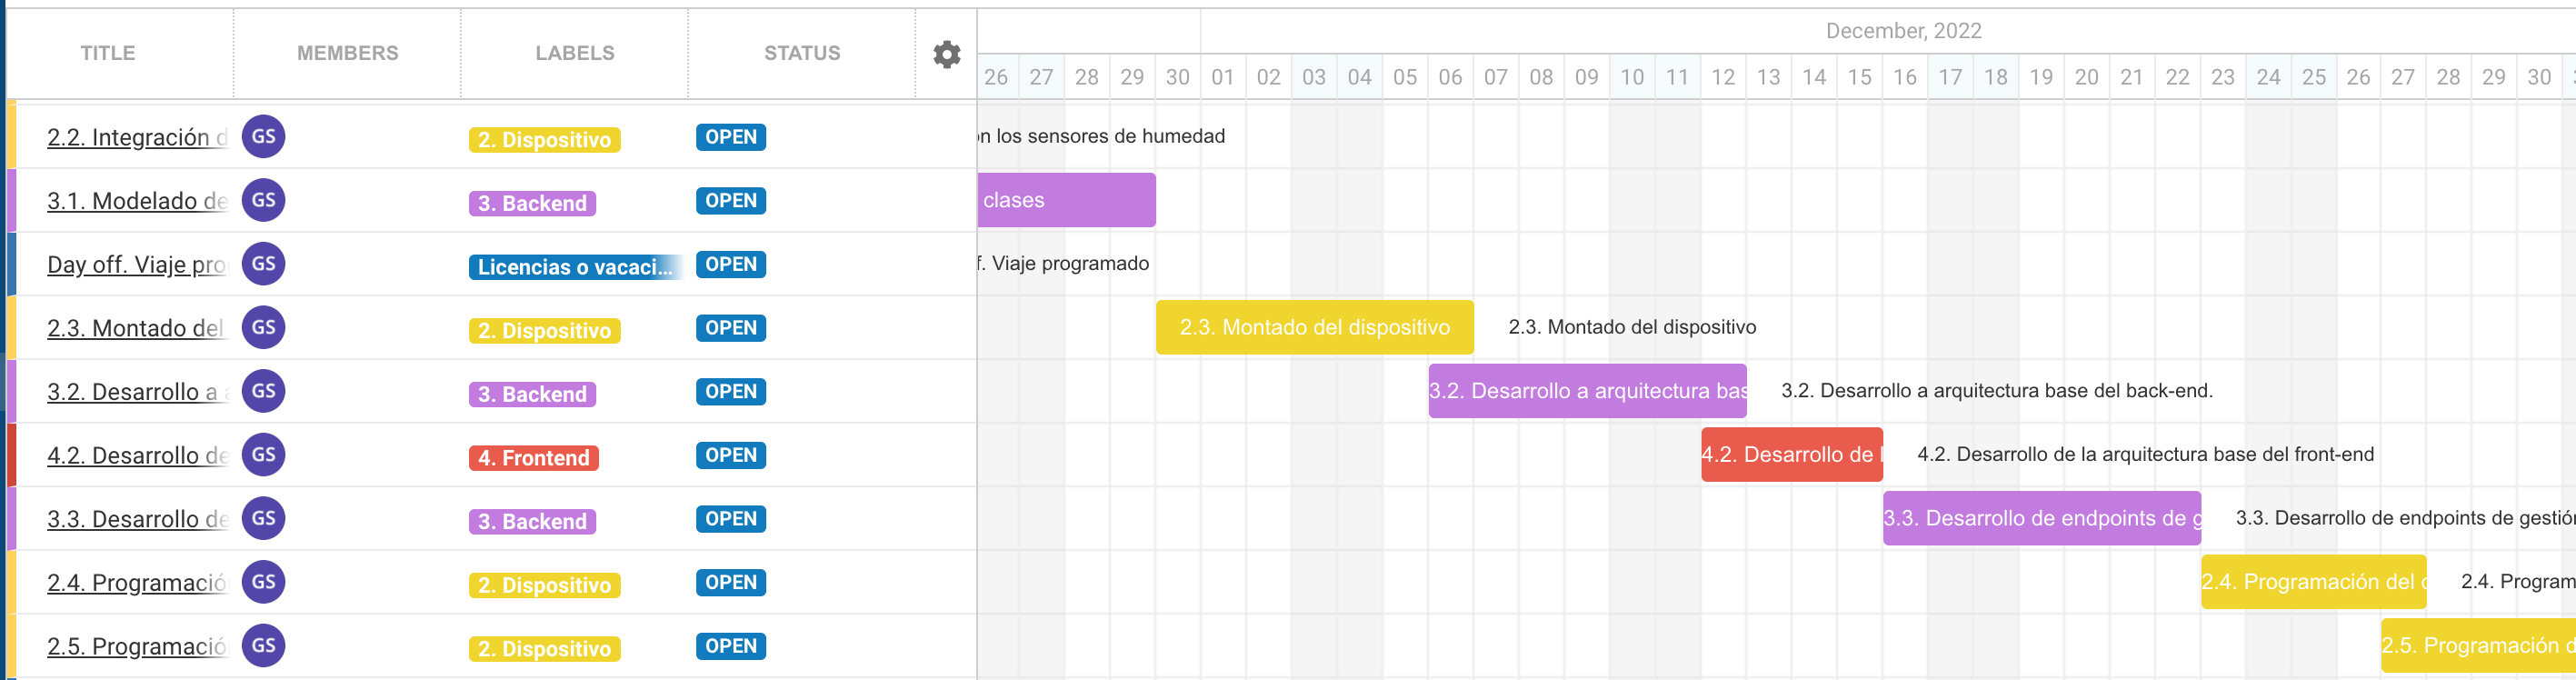 December, 2022
TITLE MEMBERS LABELS STATUS
26 27 28 29 30 01 02 03 04 05 06 07 08 09 10 11 12 13 14 15 16 17 18 19 20 21 22 23 24 25 26 27 28 29 30
2.2. Integración d GS 2. Dispositivo OPEN on los sensores de humedad
3.1. Modelado de GS 3. Backend OPEN clases
Day off. Viaje pro GS Licencias o vacaci... OPEN f. Viaje programado
2.3. Montado del GS 2. Dispositivo OPEN 2.3. Montado del dispositivo 2.3. Montado del dispositivo
3.2. Desarrollo a a GS 3. Backend OPEN 3.2. Desarrollo a arquitectura bas 3.2. Desarrollo a arquitectura base del back-end.
4.2. Desarrollo de GS 4. Frontend OPEN 4.2. Desarrollo de l 4.2. Desarrollo de la arquitectura base del front-end
3.3. Desarrollo de GS 3. Backend OPEN 3.3. Desarrollo de endpoints de g 3.3. Desarrollo de endpoints de gestión
2.4. Programació GS 2. Dispositivo OPEN 2.4. Programación del d 2.4. Program
2.5. Programació GS 2. Dispositivo OPEN 2.5. Programación d